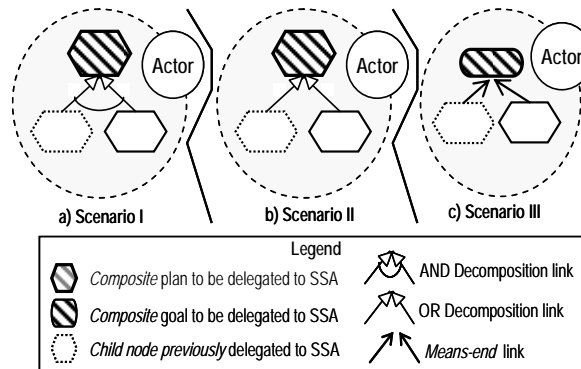 Actor
Actor
Actor
a) Scenario I
b) Scenario II
c) Scenario III
Legend
Composite plan to be delegated to SSA
Composite goal to be delegated to SSA
Child node previously delegated to SSA
AND Decomposition link
OR Decomposition link
Means-end link